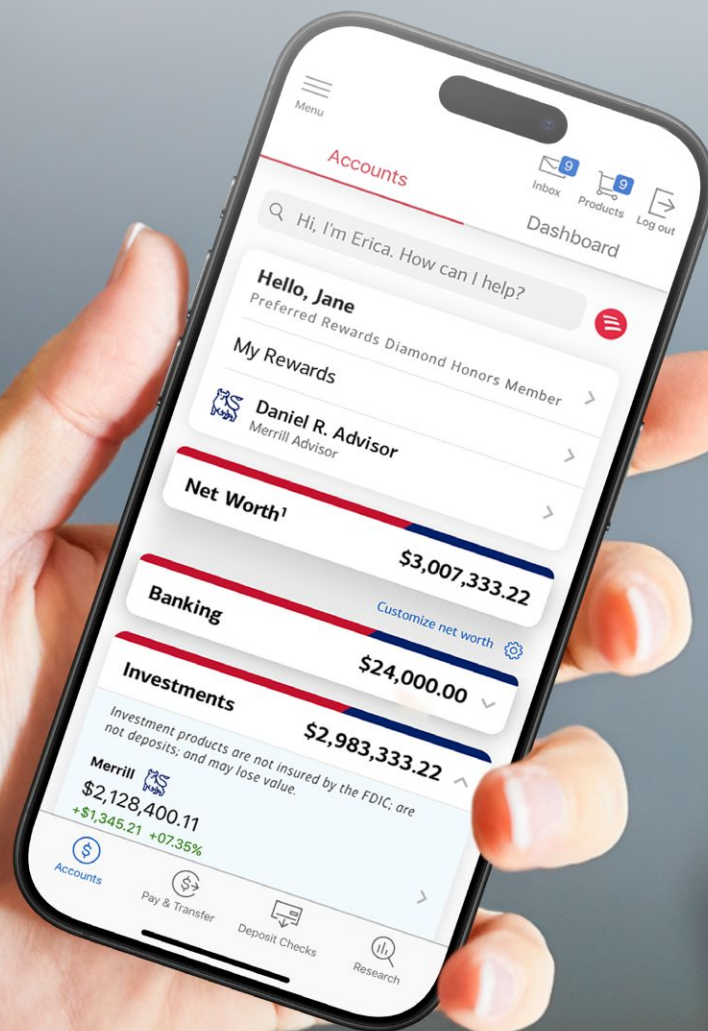 Menu
9
Inbox
9
Products
Log out
Accounts
Dashboard
Hi, I'm Erica. How can I help?
Hello, Jane
Preferred Rewards Diamond Honors Member
My Rewards
Daniel R. Advisor
Merrill Advisor
Net Worth¹
$3,007,333.22
Customize net worth
Banking
$24,000.00
Investments
$2,983,333.22
Investment products are not insured by the FDIC; are
not deposits; and may lose value.
Merrill
$2,128,400.11
+$1,345.21 +07.35%
Accounts
Pay & Transfer
Deposit Checks
Research